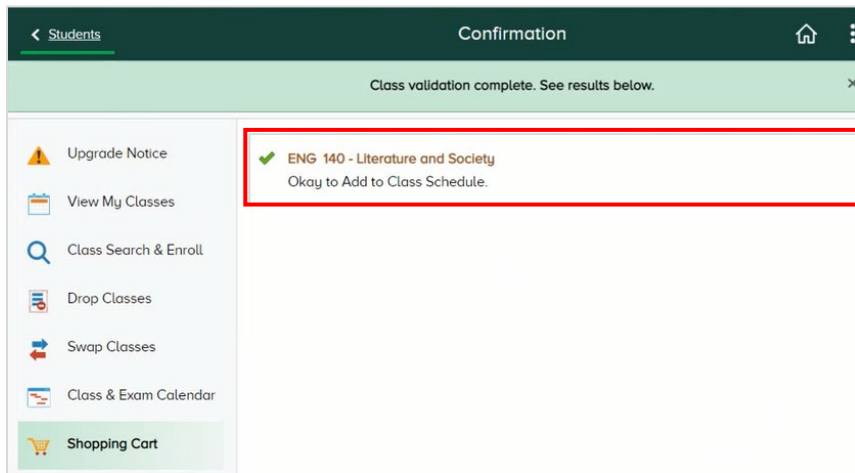 Students
Confirmation
Class validation complete. See results below.
Upgrade Notice
View My Classes
Class Search & Enroll
Drop Classes
Swap Classes
Class & Exam Calendar
Shopping Cart
ENG 140 - Literature and Society
Okay to Add to Class Schedule.